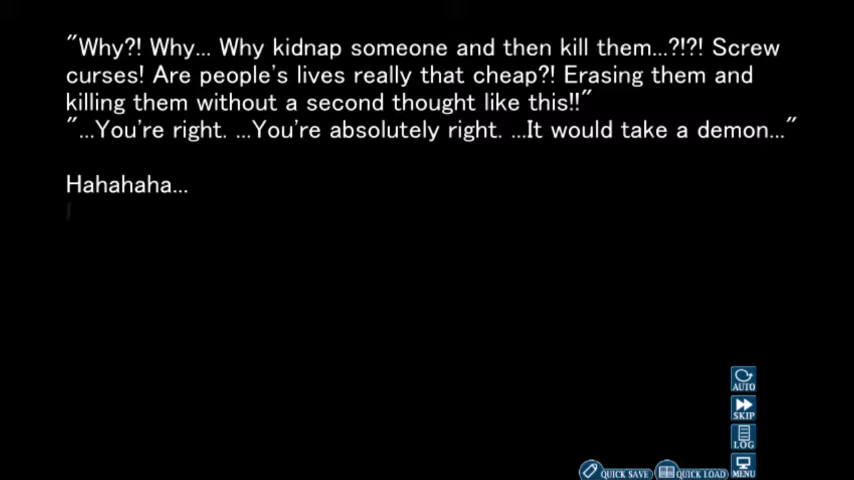 "Why?! Why... Why kidnap someone and then kill them...?!?! Screw
curses! Are people's lives really that cheap?! Erasing them and
killing them without a second thought like this!!"
"...You're right. ...You're absolutely right. ...It would take a demon..."
Hahahaha...
AUTO
SKIP
LOG
MENU
QUICK SAVE
QUICK LOAD